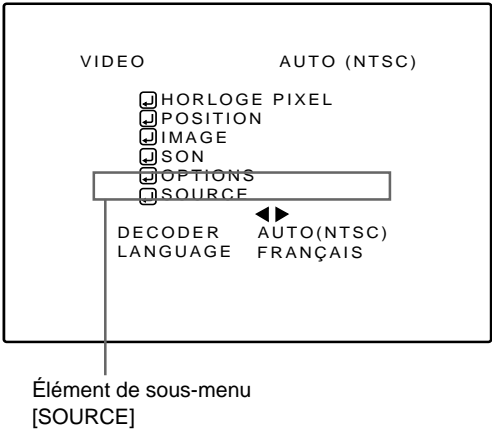 VIDEO AUTO (NTSC)
HORLOGE PIXEL
POSITION
IMAGE
SON
OPTIONS
SOURCE
DECODER AUTO(NTSC)
LANGUAGE FRANÇAIS
Élément de sous-menu
[SOURCE]